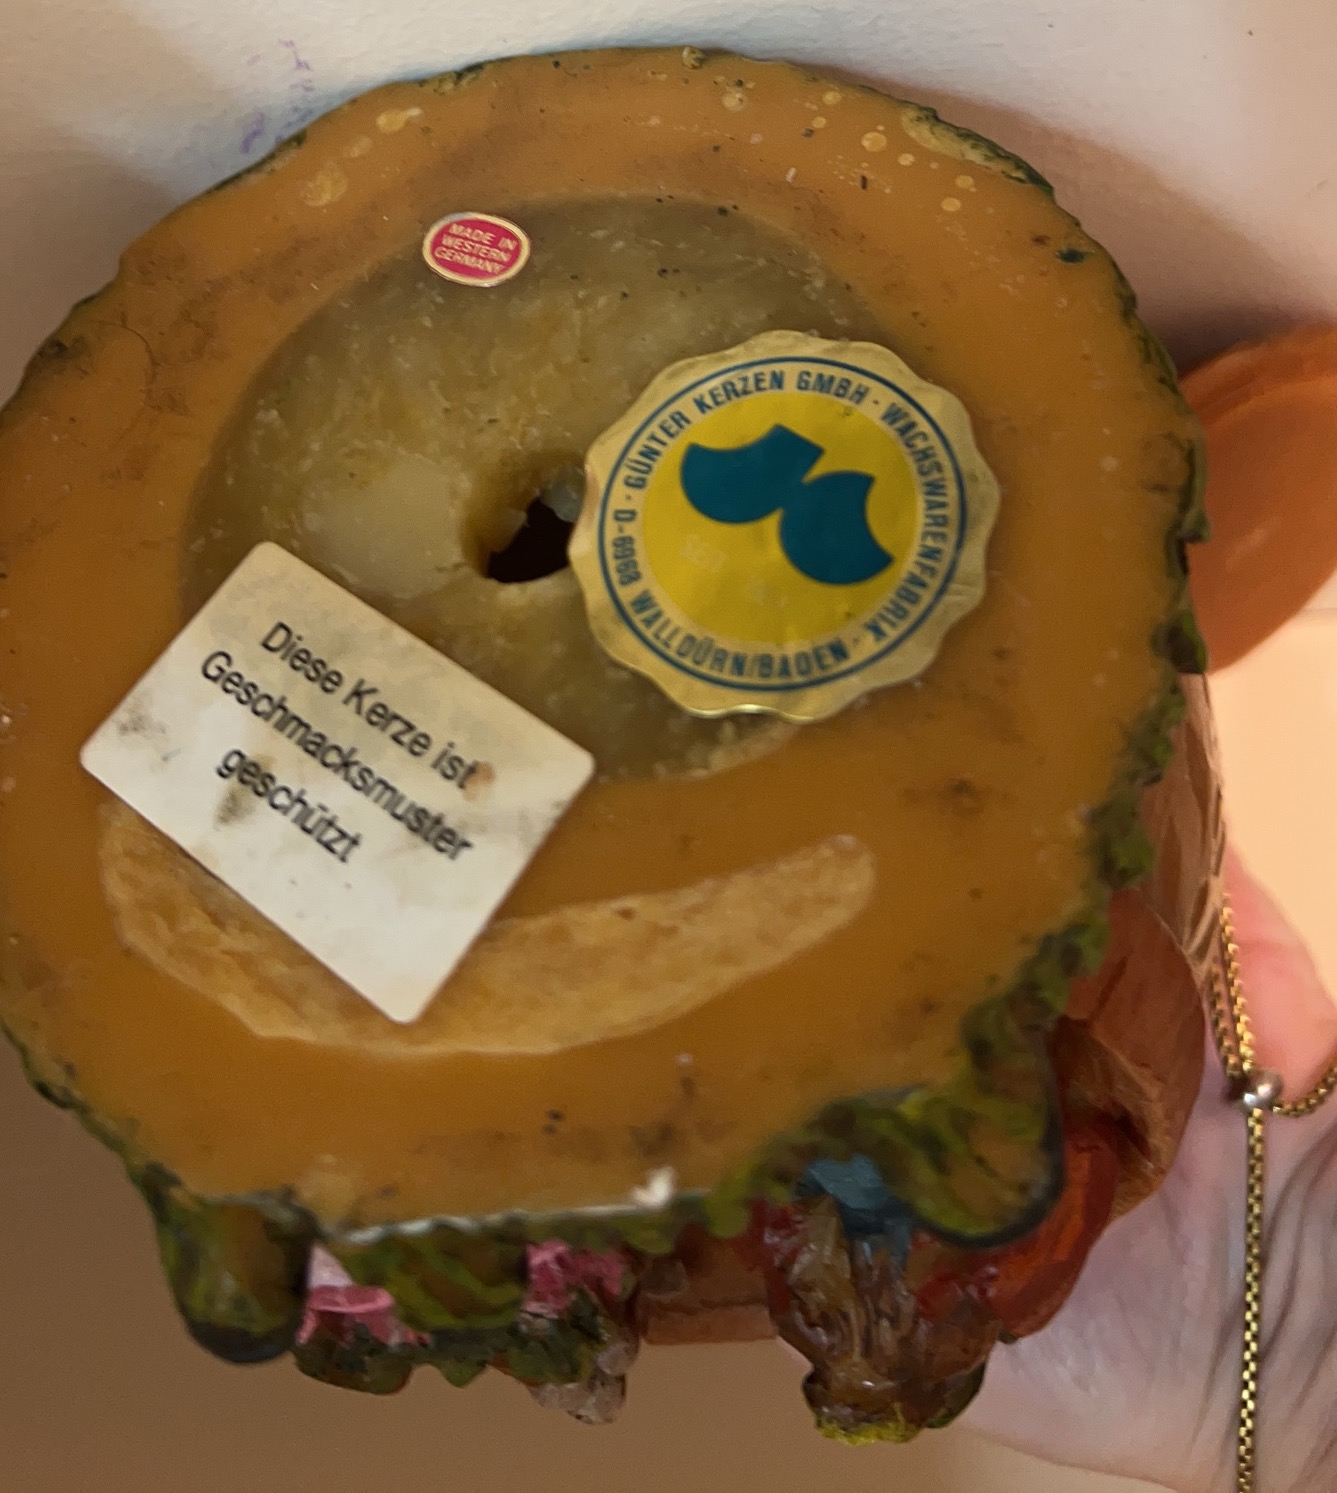 MADE IN
WESTERN
GERMANY
D-6968 WALLDÜRN/BADEN · GÜNTER KERZEN GMBH · WACHSWARENFABRIK ·
Diese Kerze ist
Geschmacksmuster
geschützt